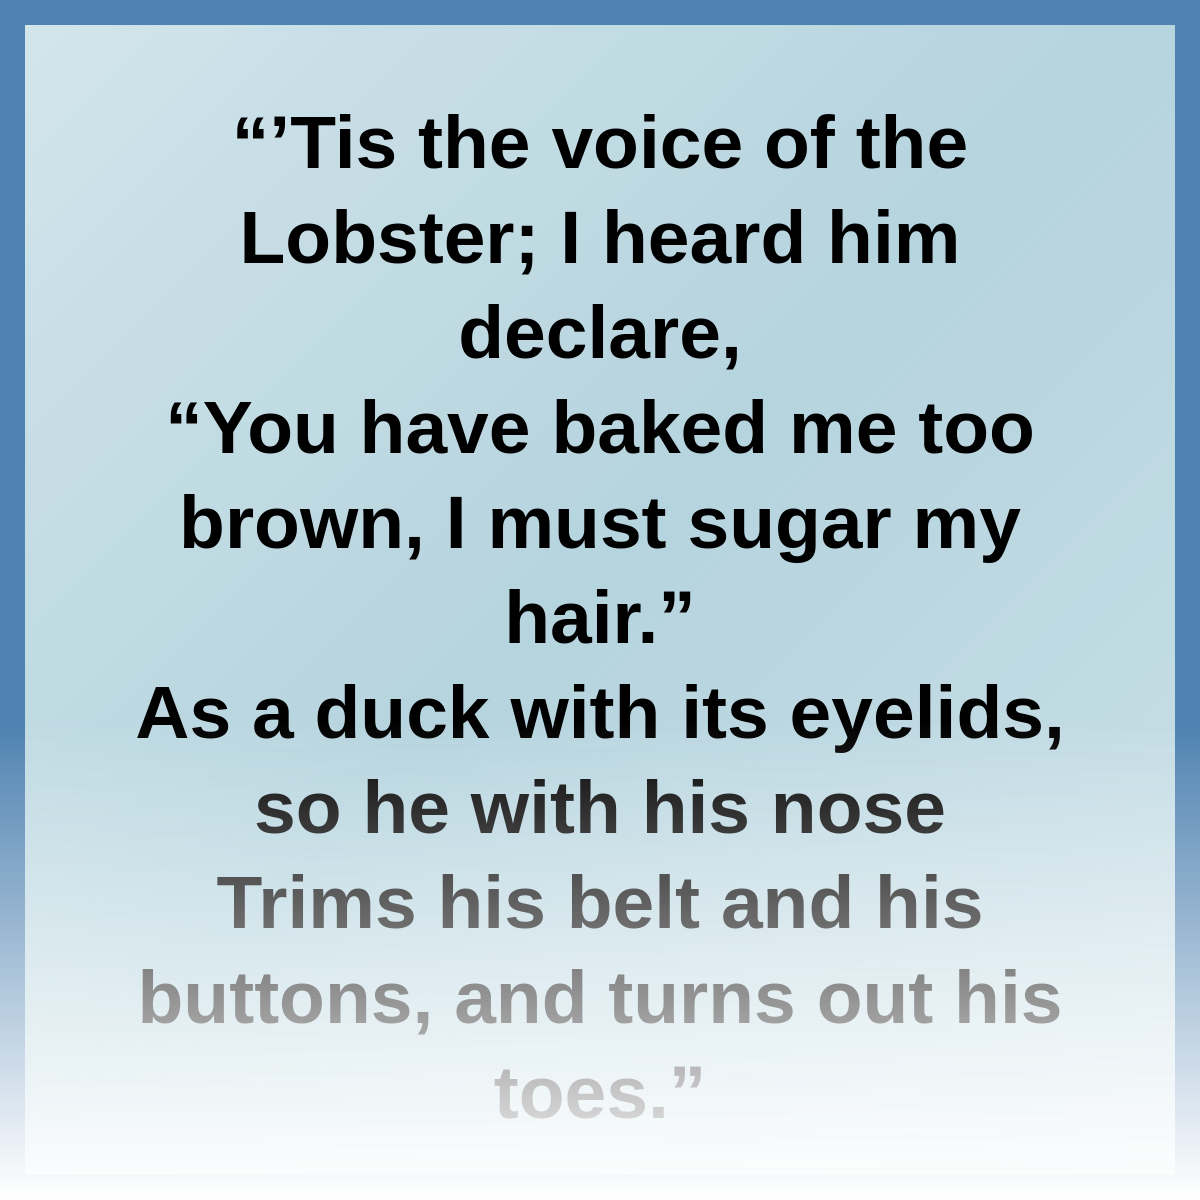 “’Tis the voice of the
Lobster; I heard him
declare,
“You have baked me too
brown, I must sugar my
hair.”
As a duck with its eyelids,
so he with his nose
Trims his belt and his
buttons, and turns out his
toes.”